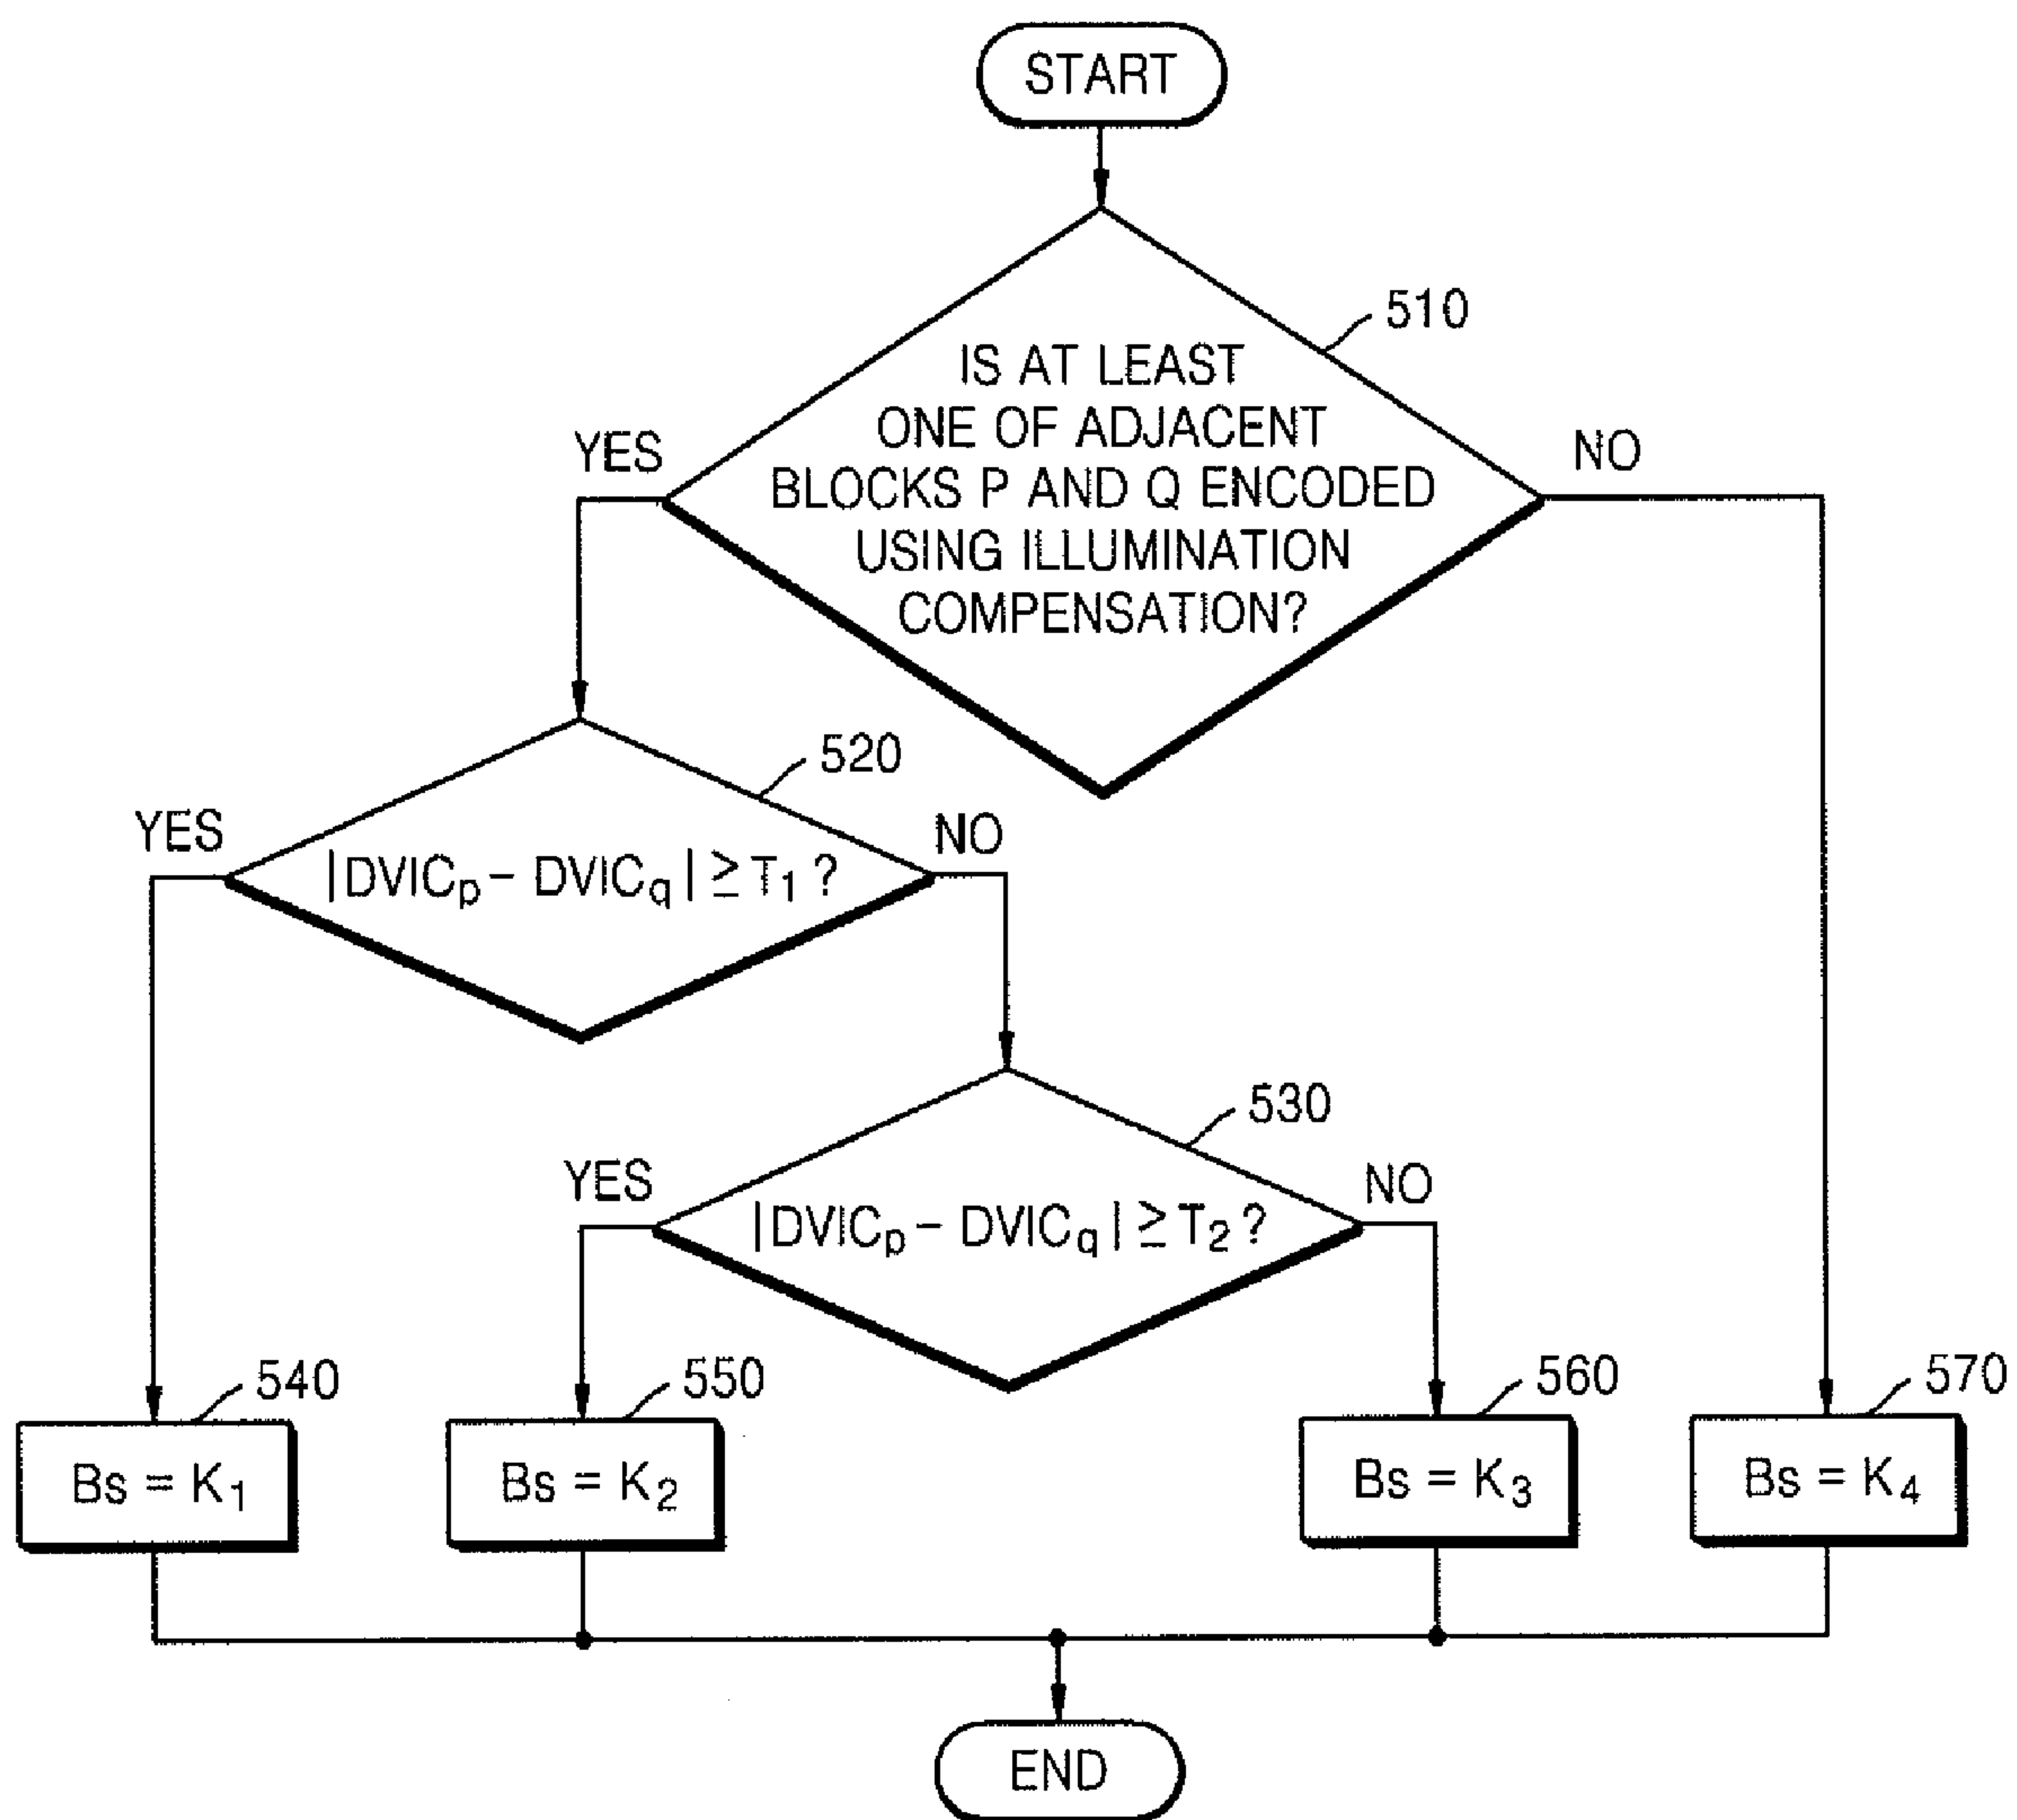 START
510
IS AT LEAST
ONE OF ADJACENT
BLOCKS P AND Q ENCODED
USING ILLUMINATION
COMPENSATION?
YES
NO
520
YES
NO
|DVICp - DVICq| ≥ T1 ?
530
YES
NO
|DVICp - DVICq| ≥ T2 ?
540
550
560
570
Bs = K1
Bs = K2
Bs = K3
Bs = K4
END